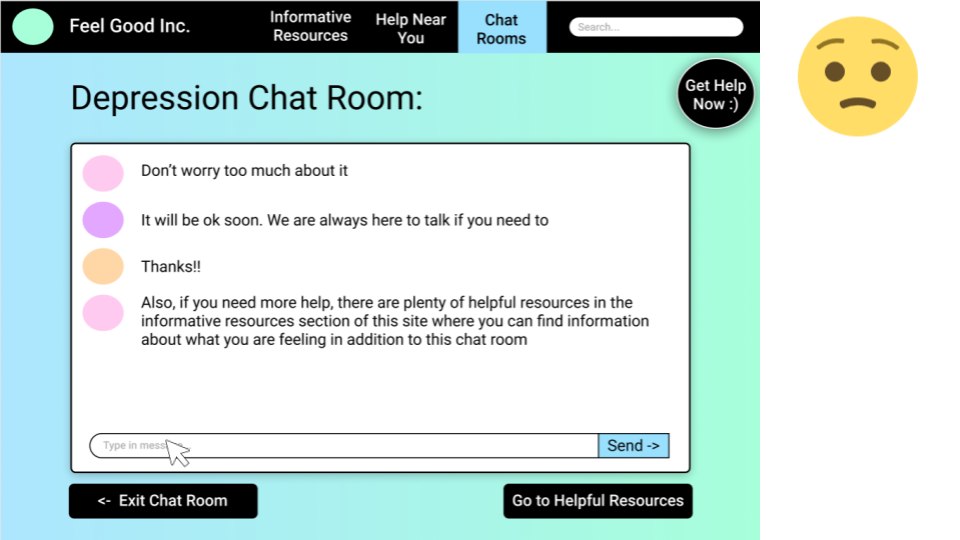 Feel Good Inc.
Informative
Resources
Help Near
You
Chat
Rooms
Search...
Get Help
Now :)
Depression Chat Room:
Don't worry too much about it
It will be ok soon. We are always here to talk if you need to
Thanks!!
Also, if you need more help, there are plenty of helpful resources in the
informative resources section of this site where you can find information
about what you are feeling in addition to this chat room
Type in message
Send ->
<- Exit Chat Room
Go to Helpful Resources